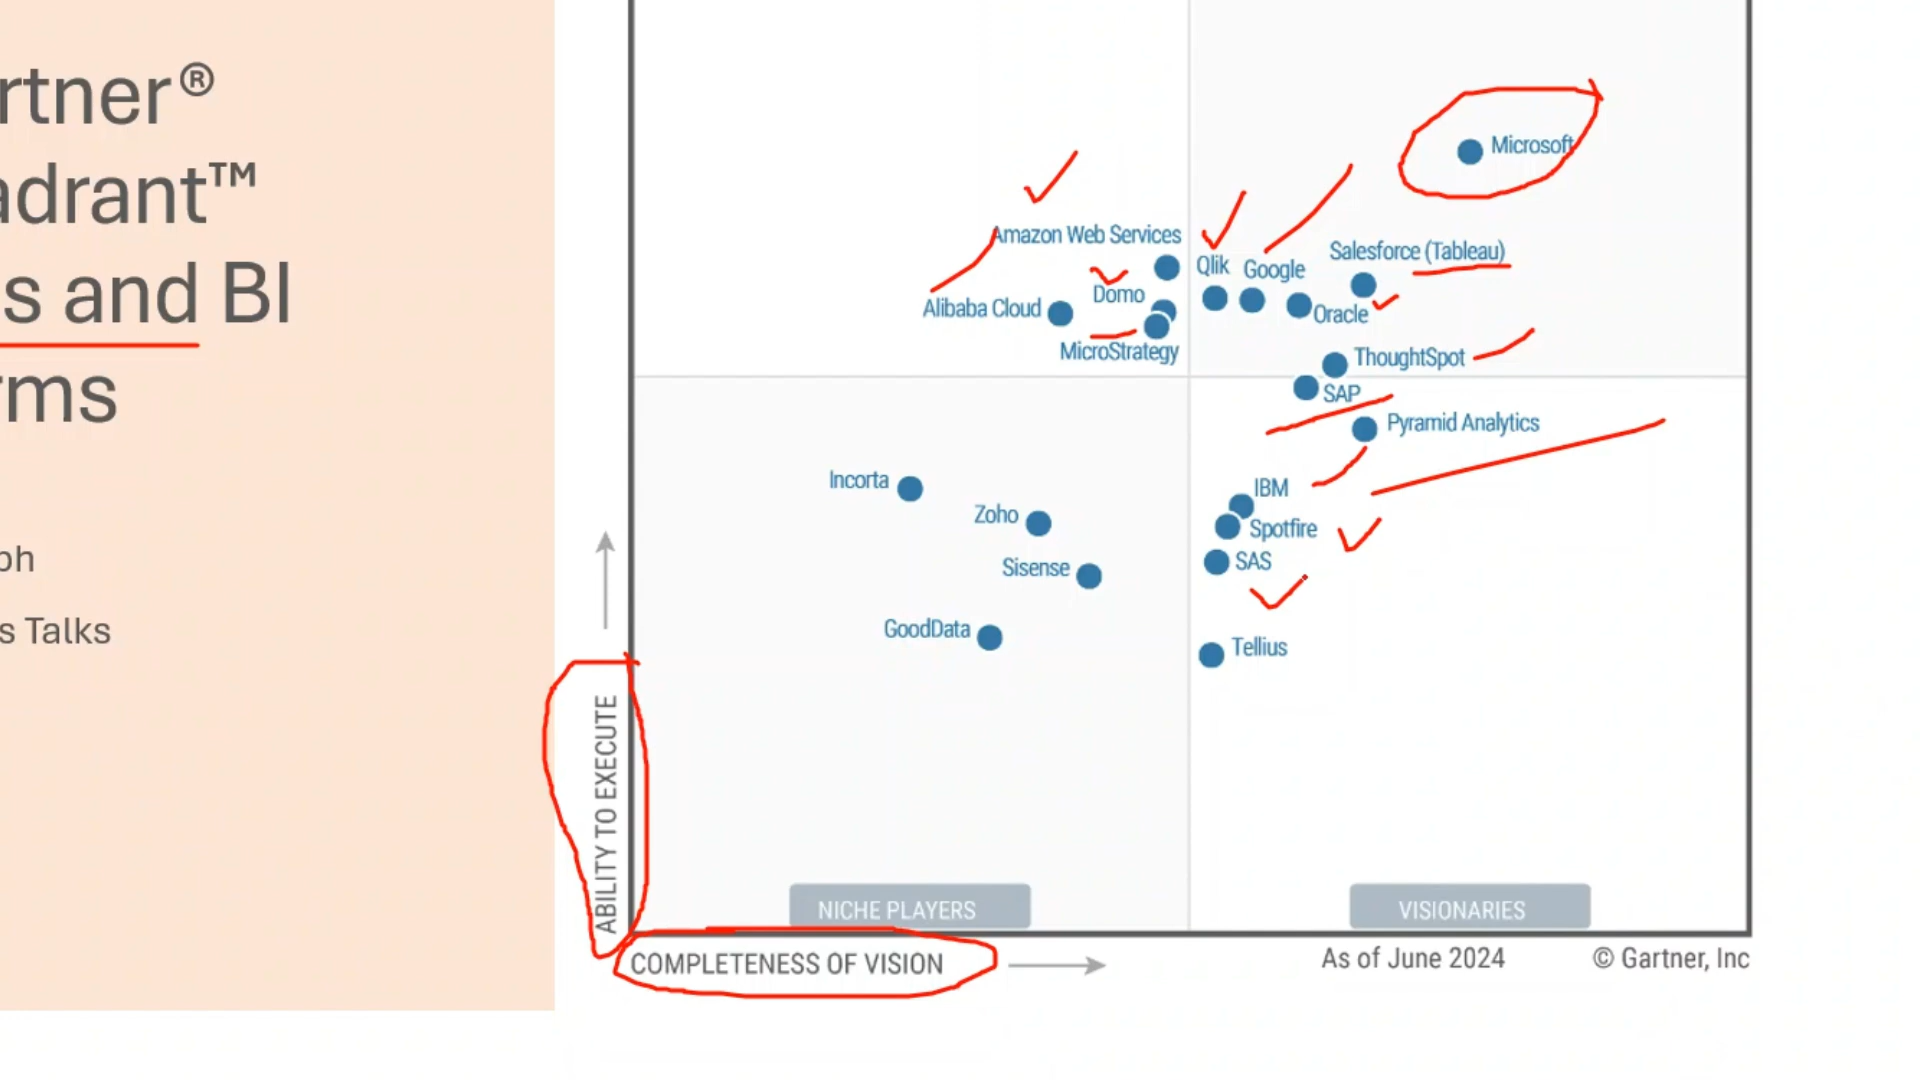 rtner®
adrant™
s and BI
rms
ph
s Talks
Microsoft
Amazon Web Services
Qlik
Google
Salesforce (Tableau)
Alibaba Cloud
Domo
Oracle
MicroStrategy
ThoughtSpot
SAP
Pyramid Analytics
Incorta
IBM
Zoho
Spotfire
Sisense
SAS
GoodData
Tellius
ABILITY TO EXECUTE
NICHE PLAYERS
VISIONARIES
COMPLETENESS OF VISION
As of June 2024
© Gartner, Inc